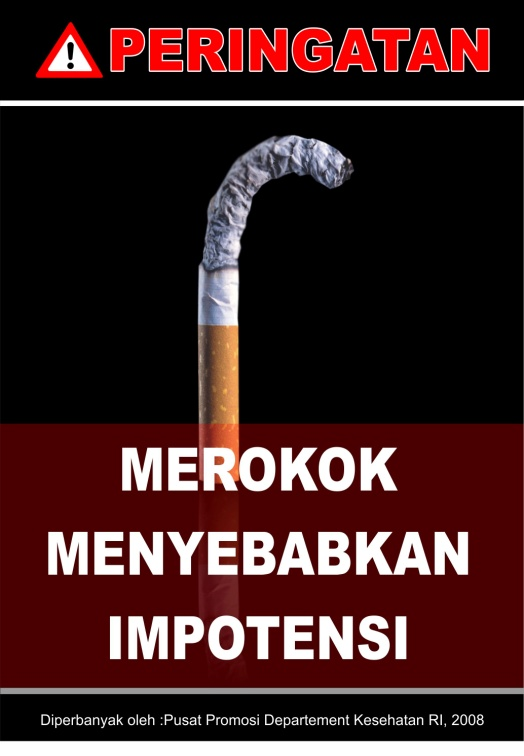 PERINGATAN
MEROKOK
MENYEBABKAN
IMPOTENSI
Diperbanyak oleh :Pusat Promosi Departement Kesehatan RI, 2008